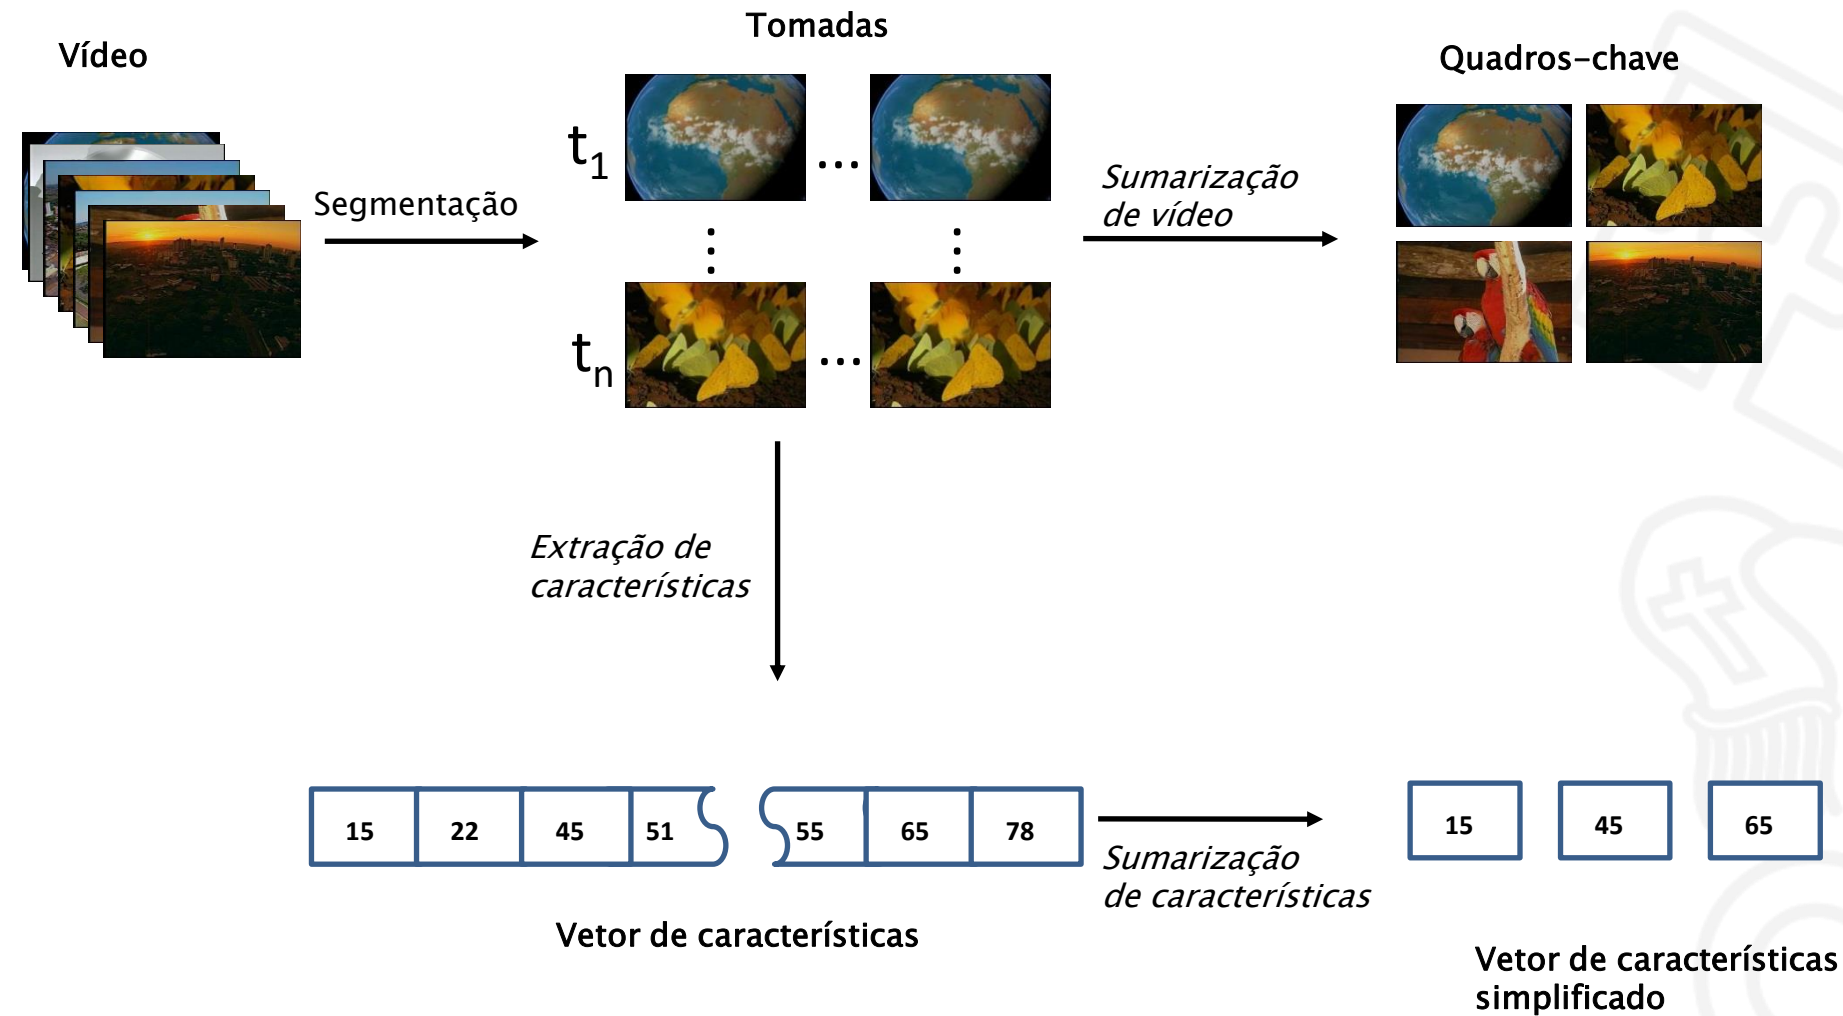 Vídeo
Tomadas
Quadros-chave
Segmentação
t1
...
Sumarização
de vídeo
tn
...
Extração de
características
15 22 45 51 55 65 78
15 45 65
Sumarização
de características
Vetor de características
Vetor de características
simplificado